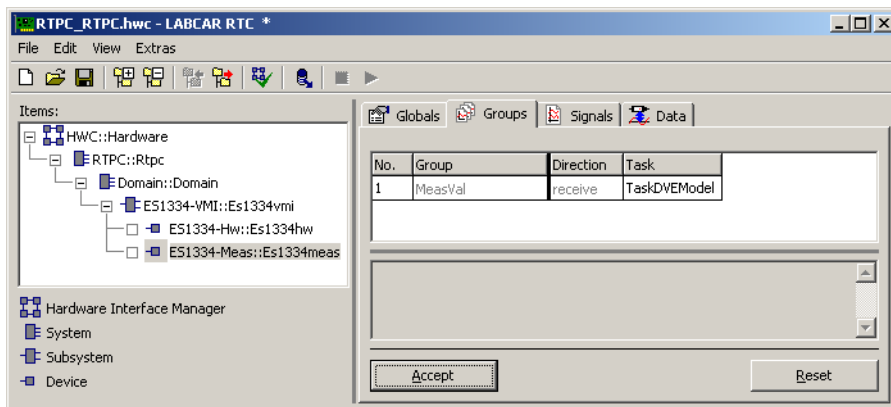 RTPC_RTPC.hwc - LABCAR RTC *
File Edit View Extras
Items:
HWC::Hardware
RTPC::Rtpc
Domain::Domain
ES1334-VMI::Es1334vmi
ES1334-Hw::Es1334hw
ES1334-Meas::Es1334meas
Hardware Interface Manager
System
Subsystem
Device
Globals Groups Signals Data
No. Group Direction Task
1 MeasVal receive TaskDVEModel
Accept Reset